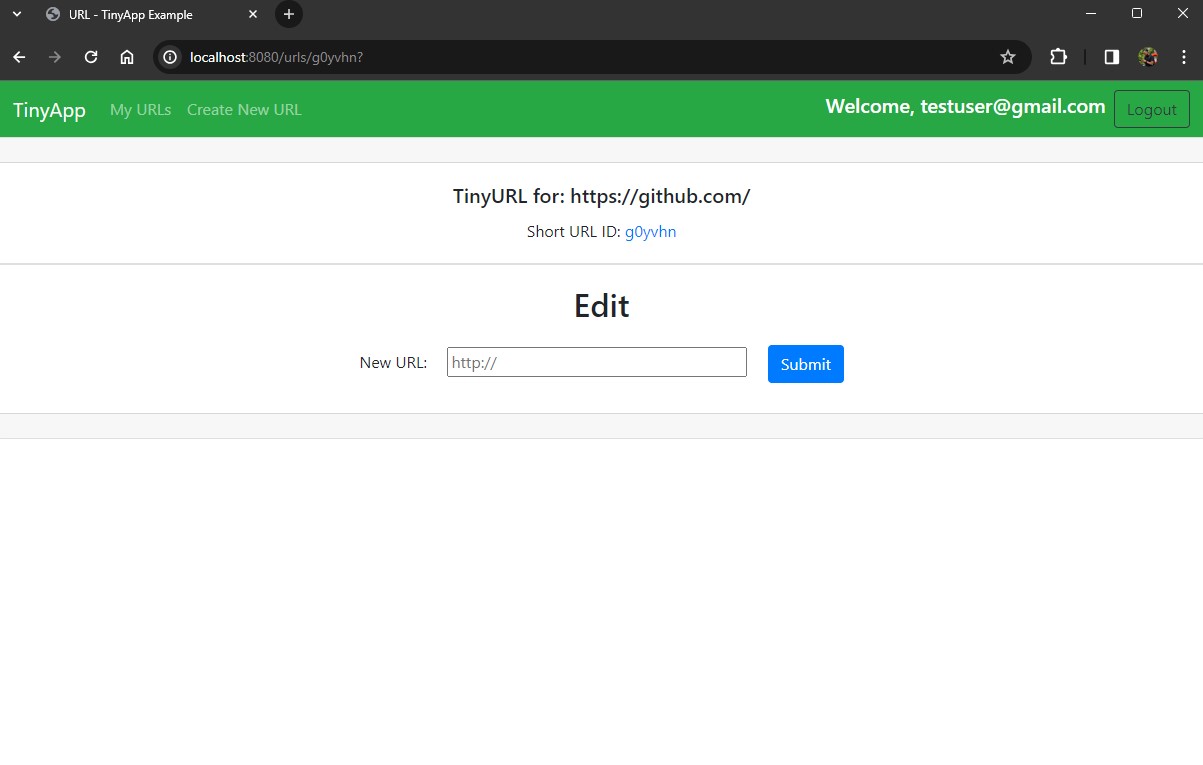 URL - TinyApp Example
localhost:8080/urls/g0yvhn?
TinyApp My URLs Create New URL Welcome, testuser@gmail.com Logout
TinyURL for: https://github.com/
Short URL ID: g0yvhn
Edit
New URL: http:// Submit